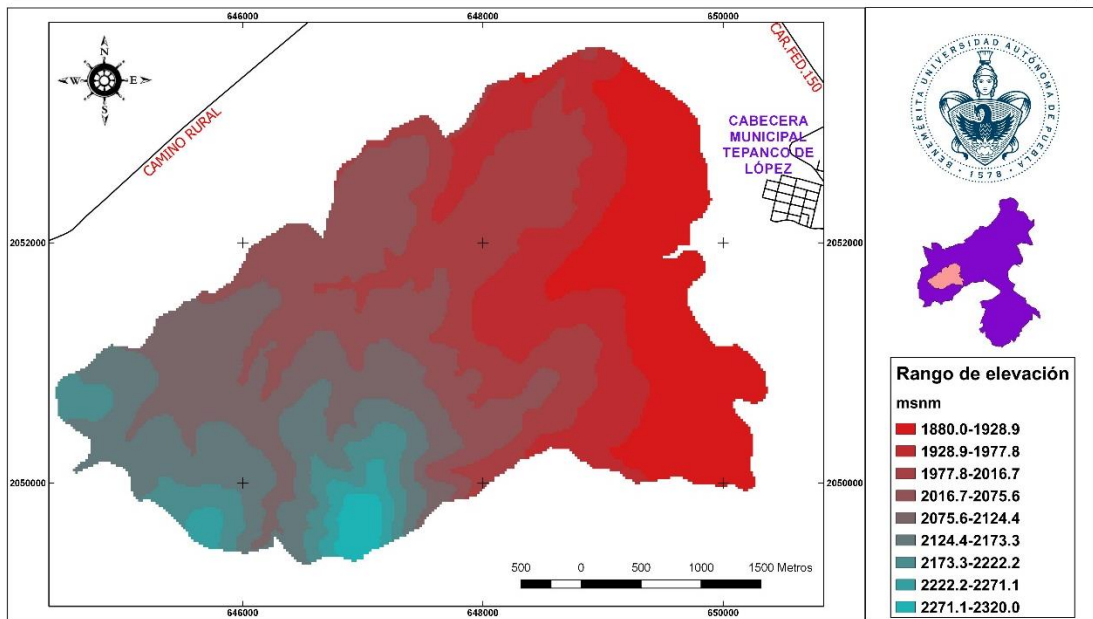 646000
648000
650000
N
W
E
S
CAMINO RURAL
CAR.FED.150
CABECERA
MUNICIPAL
TEPANCO DE
LÓPEZ
2052000
2052000
2050000
2050000
500 0 500 1000 1500 Metros
646000
648000
650000
BENEMÉRITA UNIVERSIDAD AUTÓNOMA DE PUEBLA
1578
Rango de elevación
msnm
1880.0-1928.9
1928.9-1977.8
1977.8-2016.7
2016.7-2075.6
2075.6-2124.4
2124.4-2173.3
2173.3-2222.2
2222.2-2271.1
2271.1-2320.0